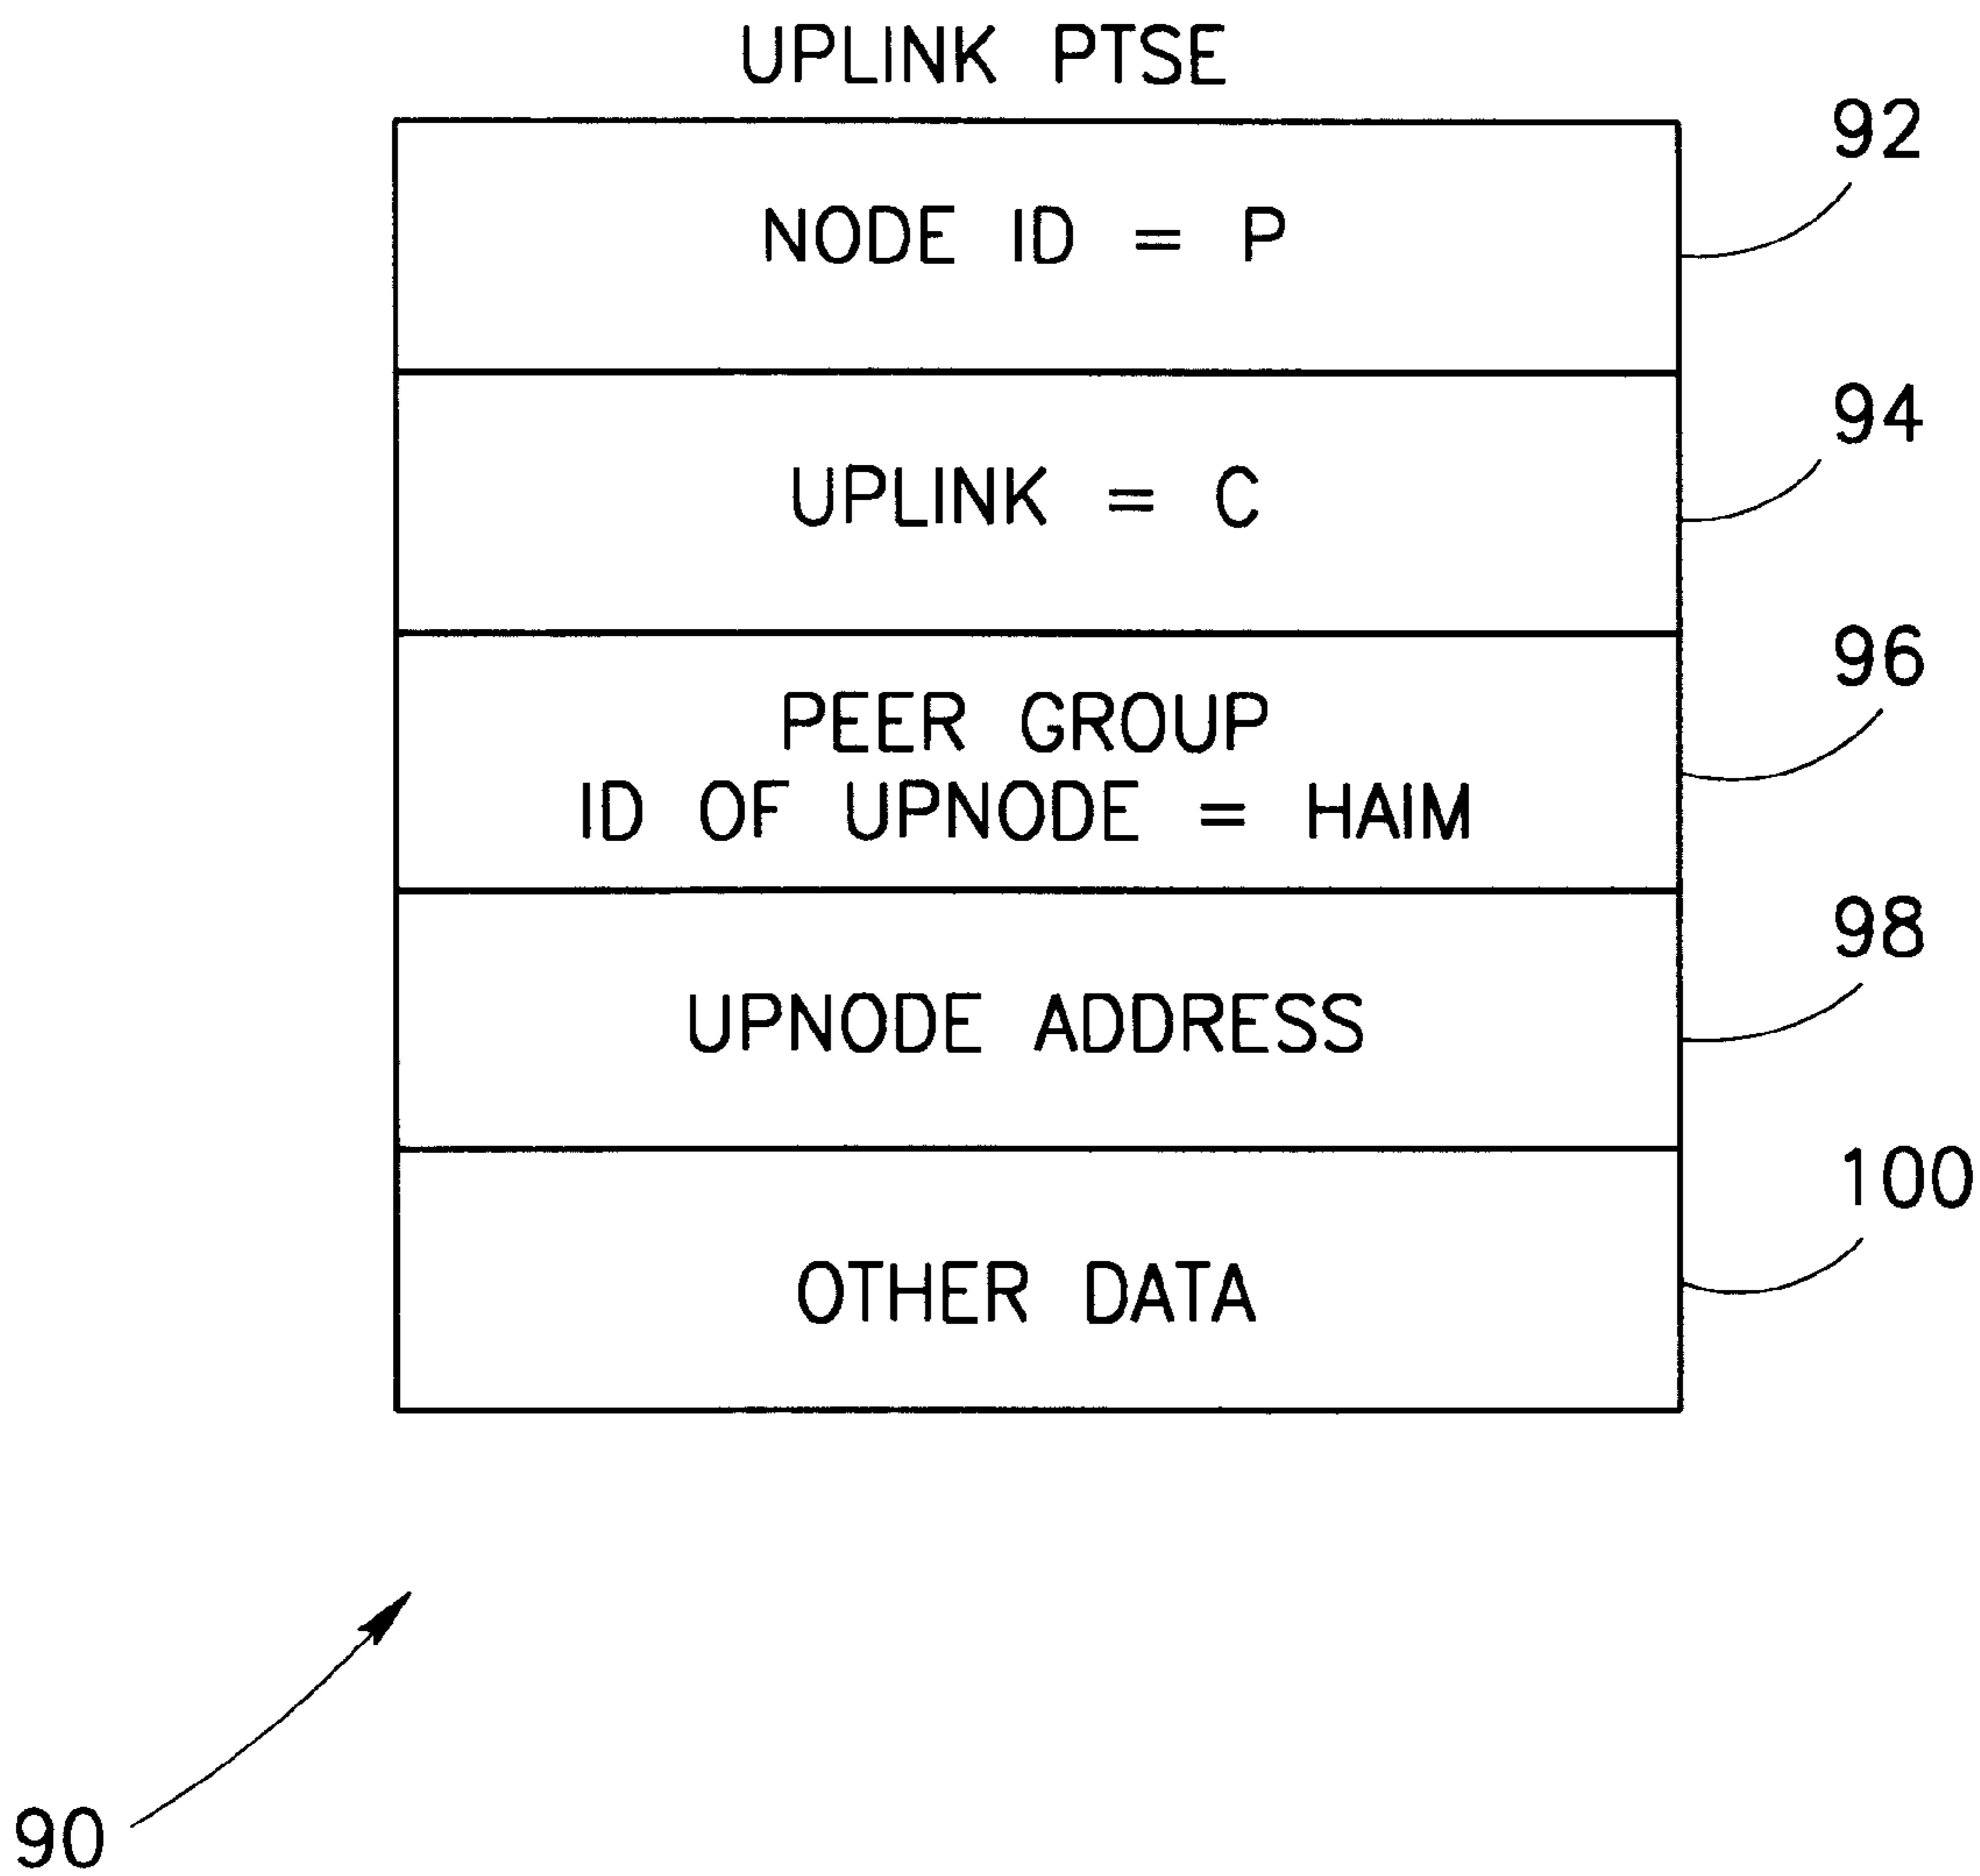 UPLINK PTSE
92
NODE ID = P
94
UPLINK = C
96
PEER GROUP
ID OF UPNODE = HAIM
98
UPNODE ADDRESS
100
OTHER DATA
90